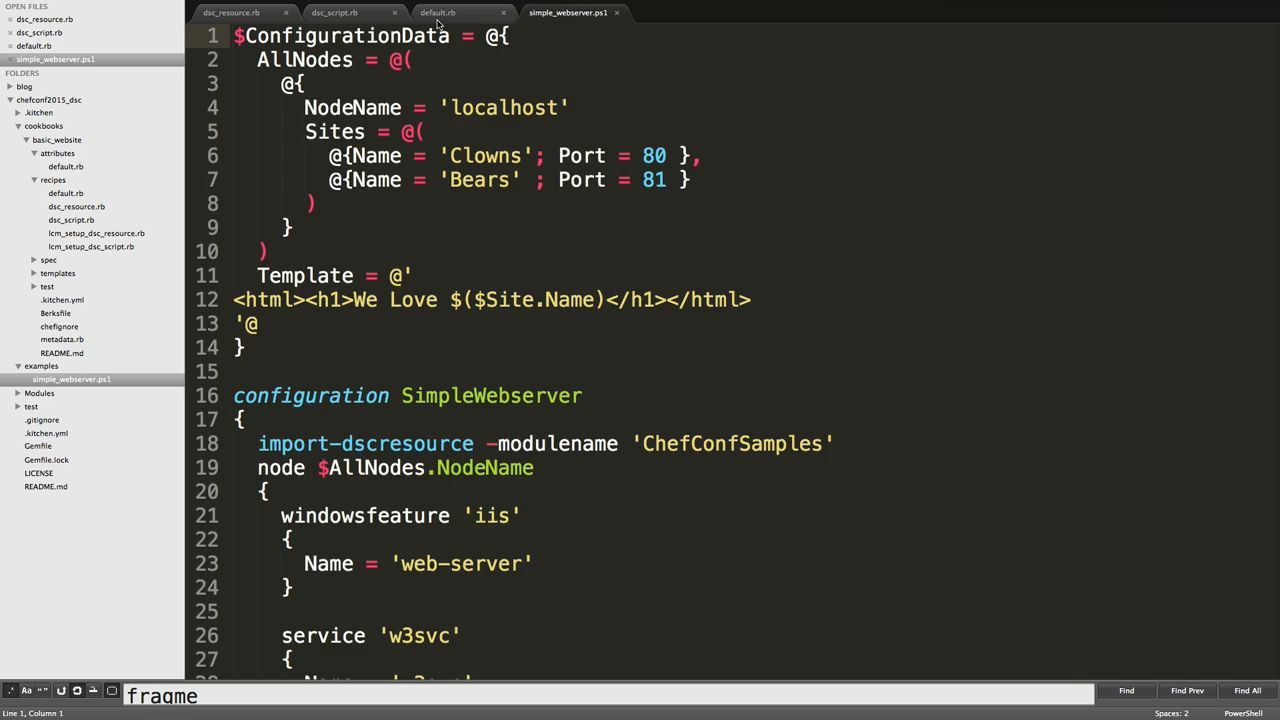 OPEN FILES
dsc_resource.rb
dsc_script.rb
default.rb
simple_webserver.ps1
FOLDERS
blog
chefconf2015_dsc
.kitchen
cookbooks
basic_website
attributes
default.rb
recipes
default.rb
dsc_resource.rb
dsc_script.rb
lcm_setup_dsc_resource.rb
lcm_setup_dsc_script.rb
spec
templates
test
.kitchen.yml
Berksfile
chefignore
metadata.rb
README.md
examples
simple_webserver.ps1
Modules
test
.gitignore
.kitchen.yml
Gemfile
Gemfile.lock
LICENSE
README.md
dsc_resource.rb × dsc_script.rb × default.rb × simple_webserver.ps1 ×
1 $ConfigurationData = @{
2 AllNodes = @(
3 @{
4 NodeName = 'localhost'
5 Sites = @(
6 @{Name = 'Clowns'; Port = 80 },
7 @{Name = 'Bears' ; Port = 81 }
8 )
9 }
10 )
11 Template = @'
12 <html><h1>We Love $($Site.Name)</h1></html>
13 '@
14 }
15
16 configuration SimpleWebserver
17 {
18 import-dscresource -modulename 'ChefConfSamples'
19 node $AllNodes.NodeName
20 {
21 windowsfeature 'iis'
22 {
23 Name = 'web-server'
24 }
25
26 service 'w3svc'
27 {
.* Aa “” fragme Find Find Prev Find All
Line 1, Column 1 Spaces: 2 PowerShell